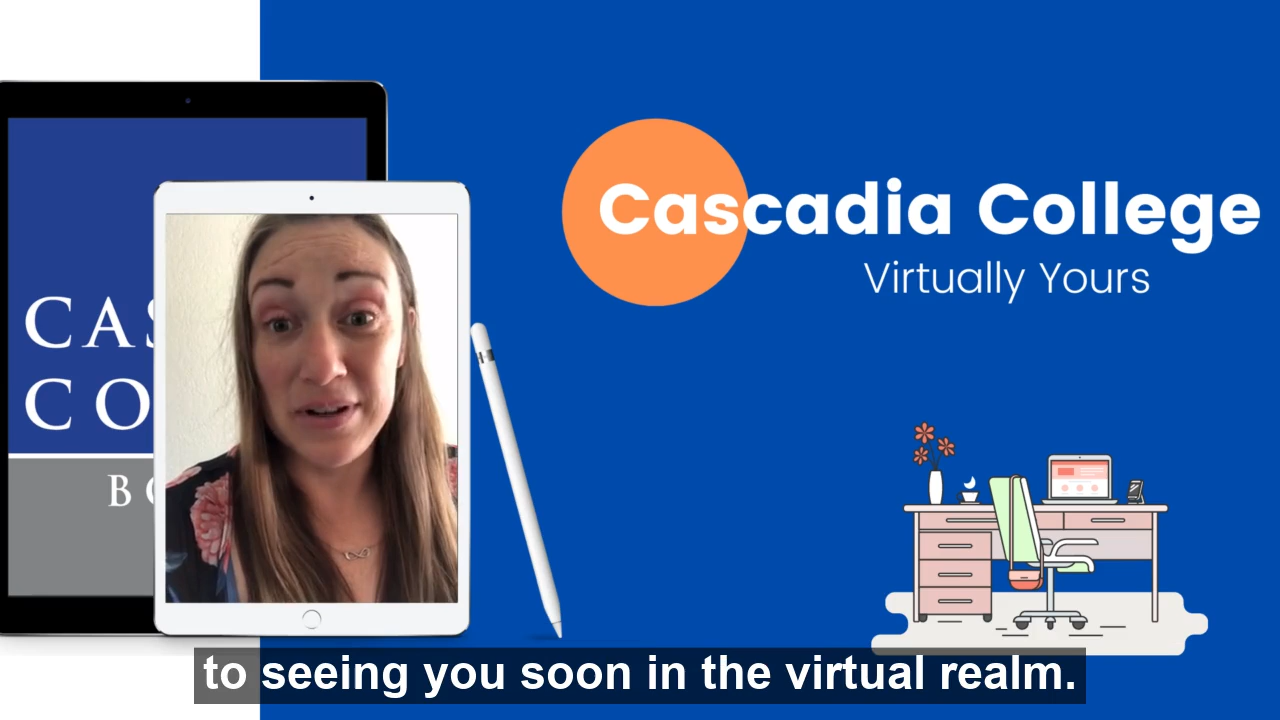 CAS
CO
Cascadia College
Virtually Yours
to seeing you soon in the virtual realm.